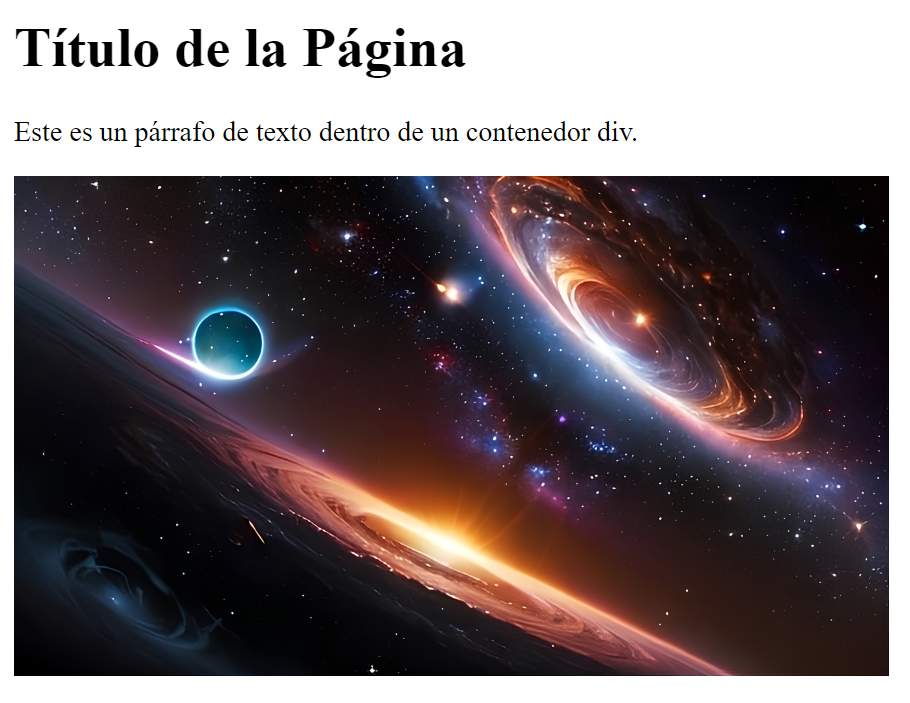 Título de la Página
Este es un párrafo de texto dentro de un contenedor div.